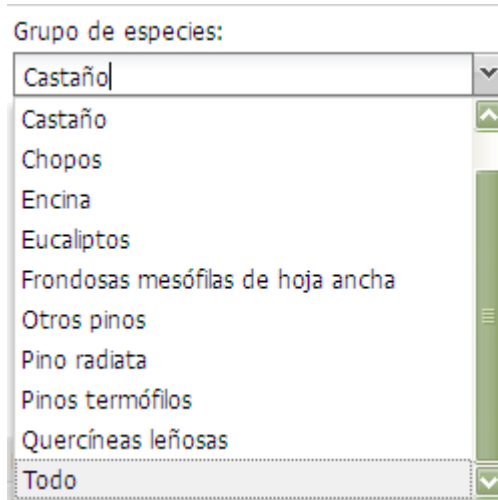 Grupo de especies:
Castaño
Castaño
Chopos
Encina
Eucaliptos
Frondosas mesófilas de hoja ancha
Otros pinos
Pino radiata
Pinos termófilos
Quercíneas leñosas
Todo